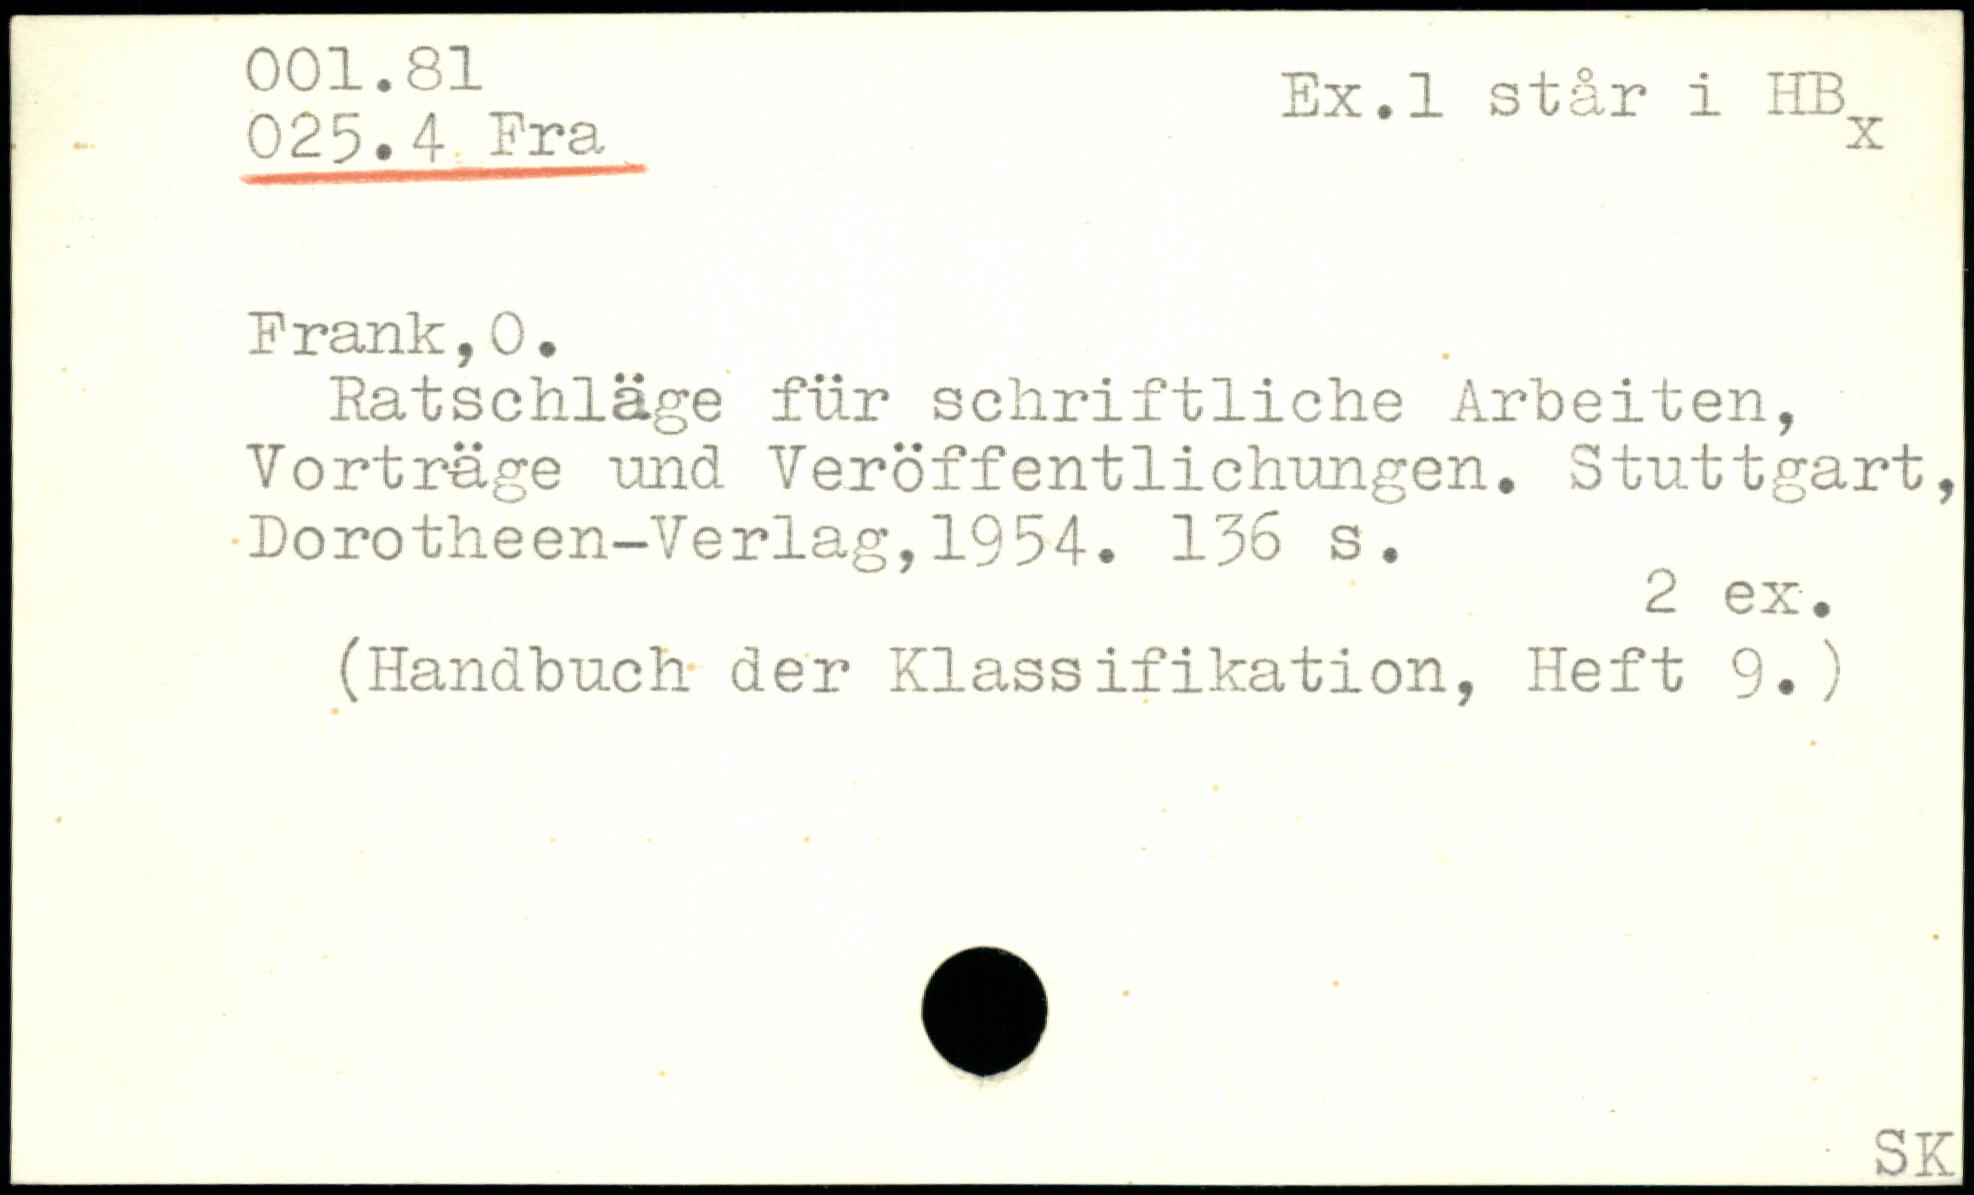 001.81
025.4 Fra
Ex.1 står i HBx
Frank,O.
Ratschläge für schriftliche Arbeiten,
Vorträge und Veröffentlichungen. Stuttgart,
Dorotheen-Verlag,1954. 136 s.
2 ex.
(Handbuch der Klassifikation, Heft 9.)
SK